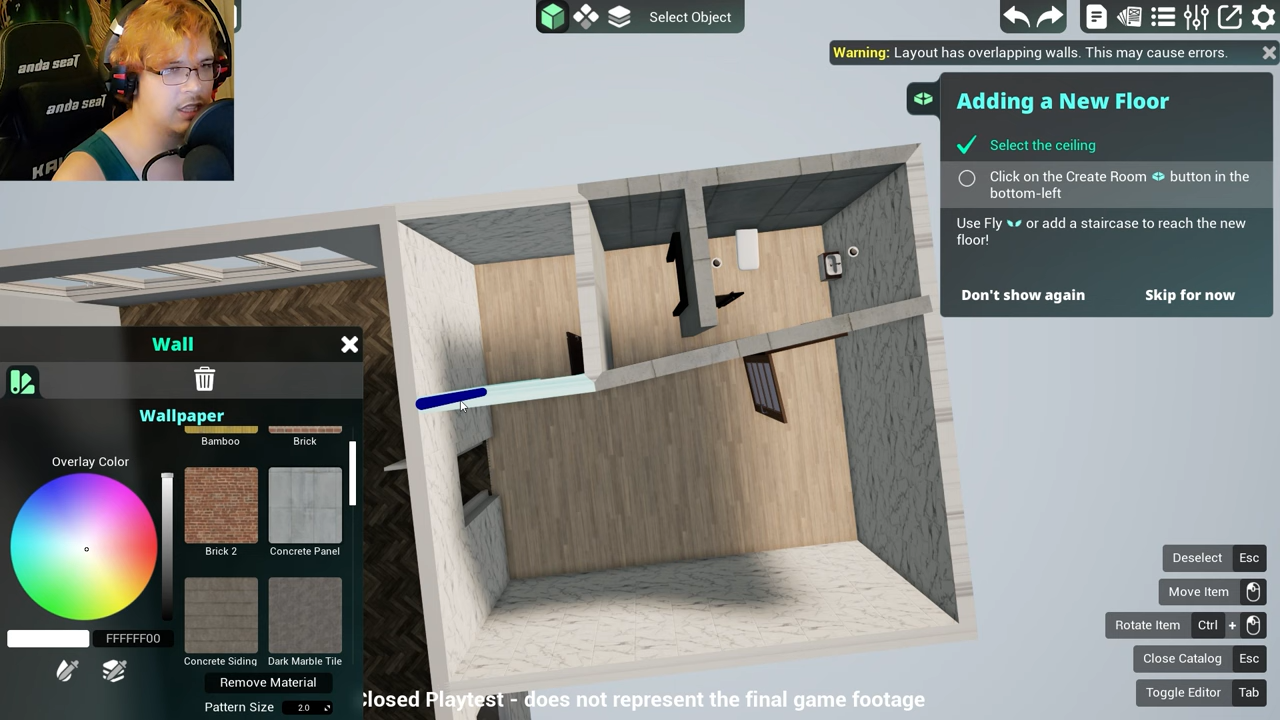 anda seaT
anda seaT
KA
Select Object
Warning: Layout has overlapping walls. This may cause errors.
Adding a New Floor
Select the ceiling
Click on the Create Room button in the
bottom-left
Use Fly or add a staircase to reach the new
floor!
Don't show again
Skip for now
Wall
Wallpaper
Overlay Color
Bamboo
Brick
Brick 2
Concrete Panel
Concrete Siding
Dark Marble Tile
FFFFFF00
Remove Material
Pattern Size 2.0
Deselect Esc
Move Item
Rotate Item Ctrl +
Close Catalog Esc
Toggle Editor Tab
Closed Playtest - does not represent the final game footage